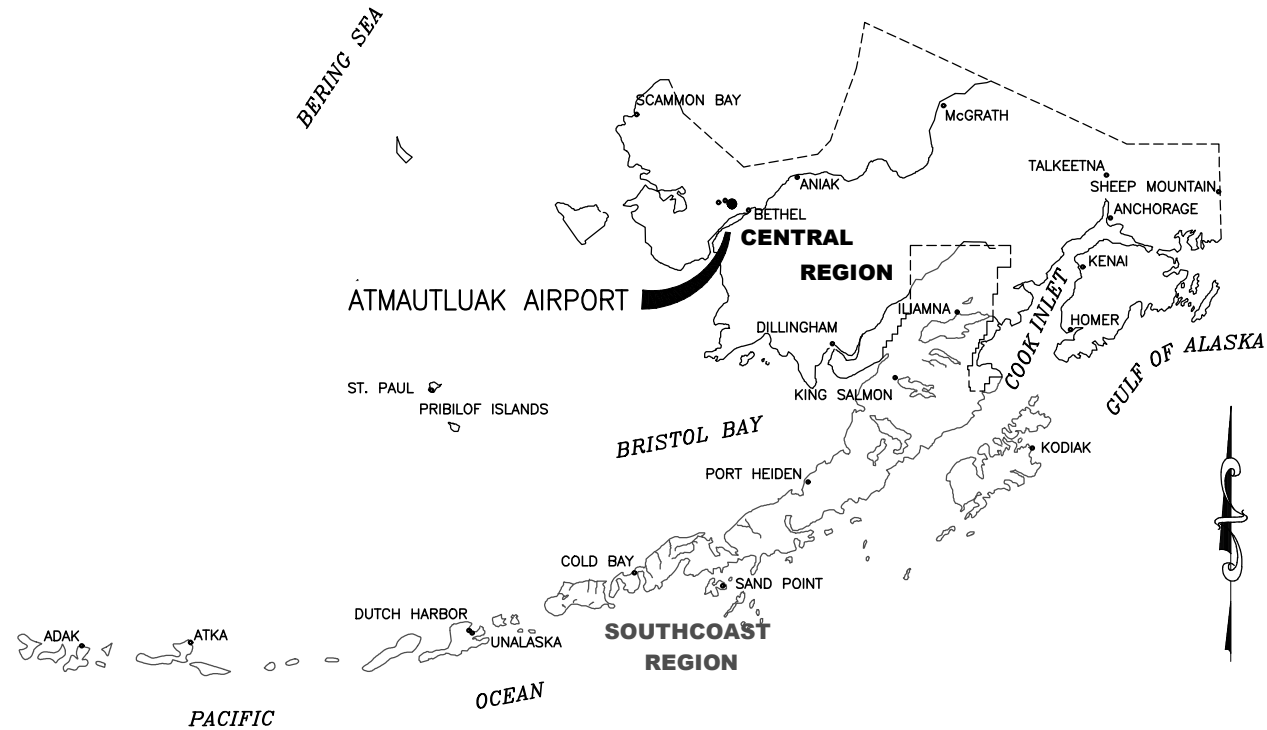 BERING SEA
SCAMMON BAY
McGRATH
TALKEETNA
SHEEP MOUNTAIN
ANIAK
ANCHORAGE
BETHEL
CENTRAL
REGION
KENAI
ATMAUTLUAK AIRPORT
ILIAMNA
COOK INLET
HOMER
DILLINGHAM
GULF OF ALASKA
ST. PAUL
KING SALMON
PRIBILOF ISLANDS
BRISTOL BAY
KODIAK
PORT HEIDEN
COLD BAY
SAND POINT
DUTCH HARBOR
SOUTHCOAST
REGION
ADAK
ATKA
UNALASKA
OCEAN
PACIFIC